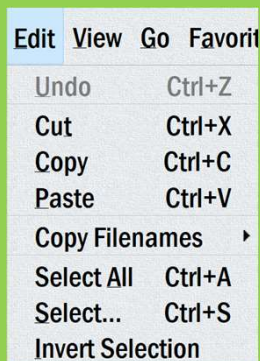 Edit View Go Favorit
Undo Ctrl+Z
Cut Ctrl+X
Copy Ctrl+C
Paste Ctrl+V
Copy Filenames
Select All Ctrl+A
Select... Ctrl+S
Invert Selection